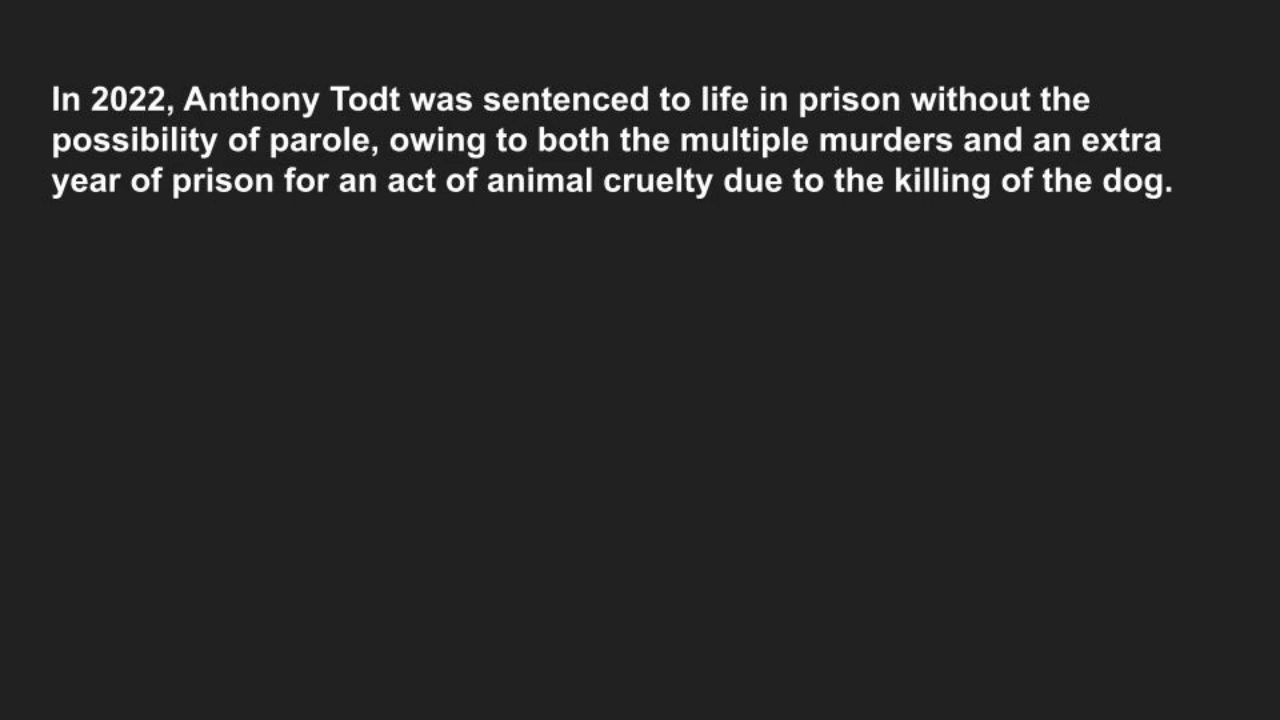 In 2022, Anthony Todt was sentenced to life in prison without the
possibility of parole, owing to both the multiple murders and an extra
year of prison for an act of animal cruelty due to the killing of the dog.